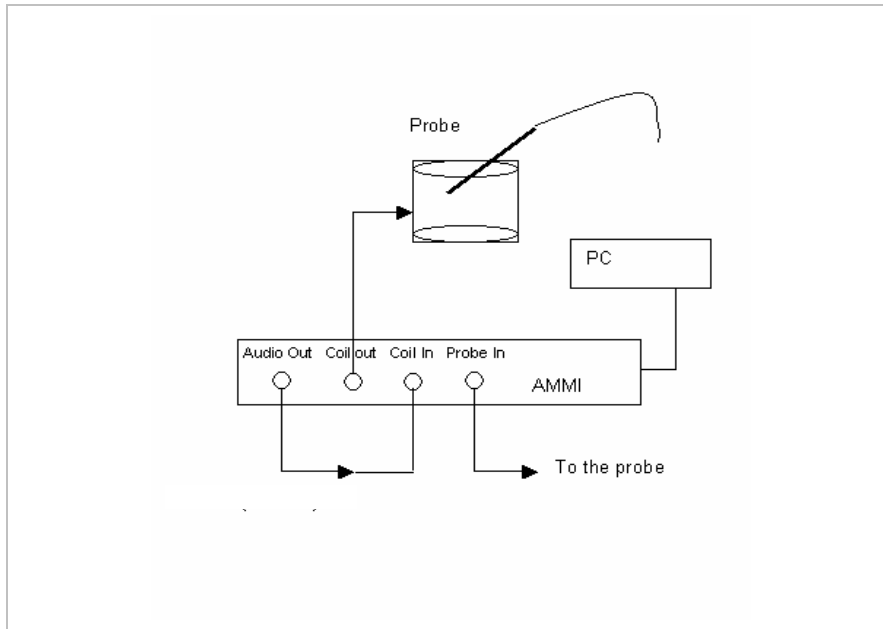 Probe
PC
Audio Out Coil out Coil In Probe In
AMMI
To the probe